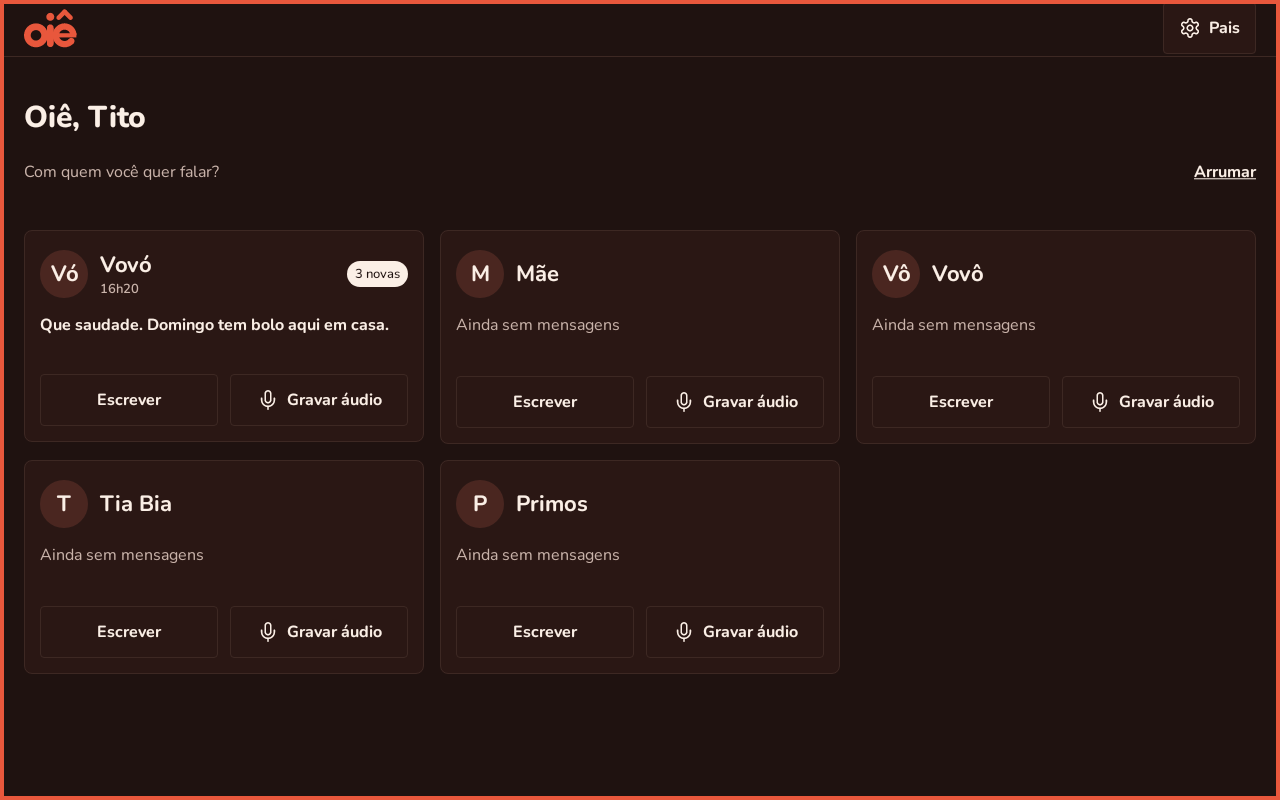 oiê
Pais
Oiê, Tito
Com quem você quer falar?
Arrumar
Vó
Vovó
16h20
3 novas
Que saudade. Domingo tem bolo aqui em casa.
Escrever
Gravar áudio
M
Mãe
Ainda sem mensagens
Escrever
Gravar áudio
Vô
Vovô
Ainda sem mensagens
Escrever
Gravar áudio
T
Tia Bia
Ainda sem mensagens
Escrever
Gravar áudio
P
Primos
Ainda sem mensagens
Escrever
Gravar áudio